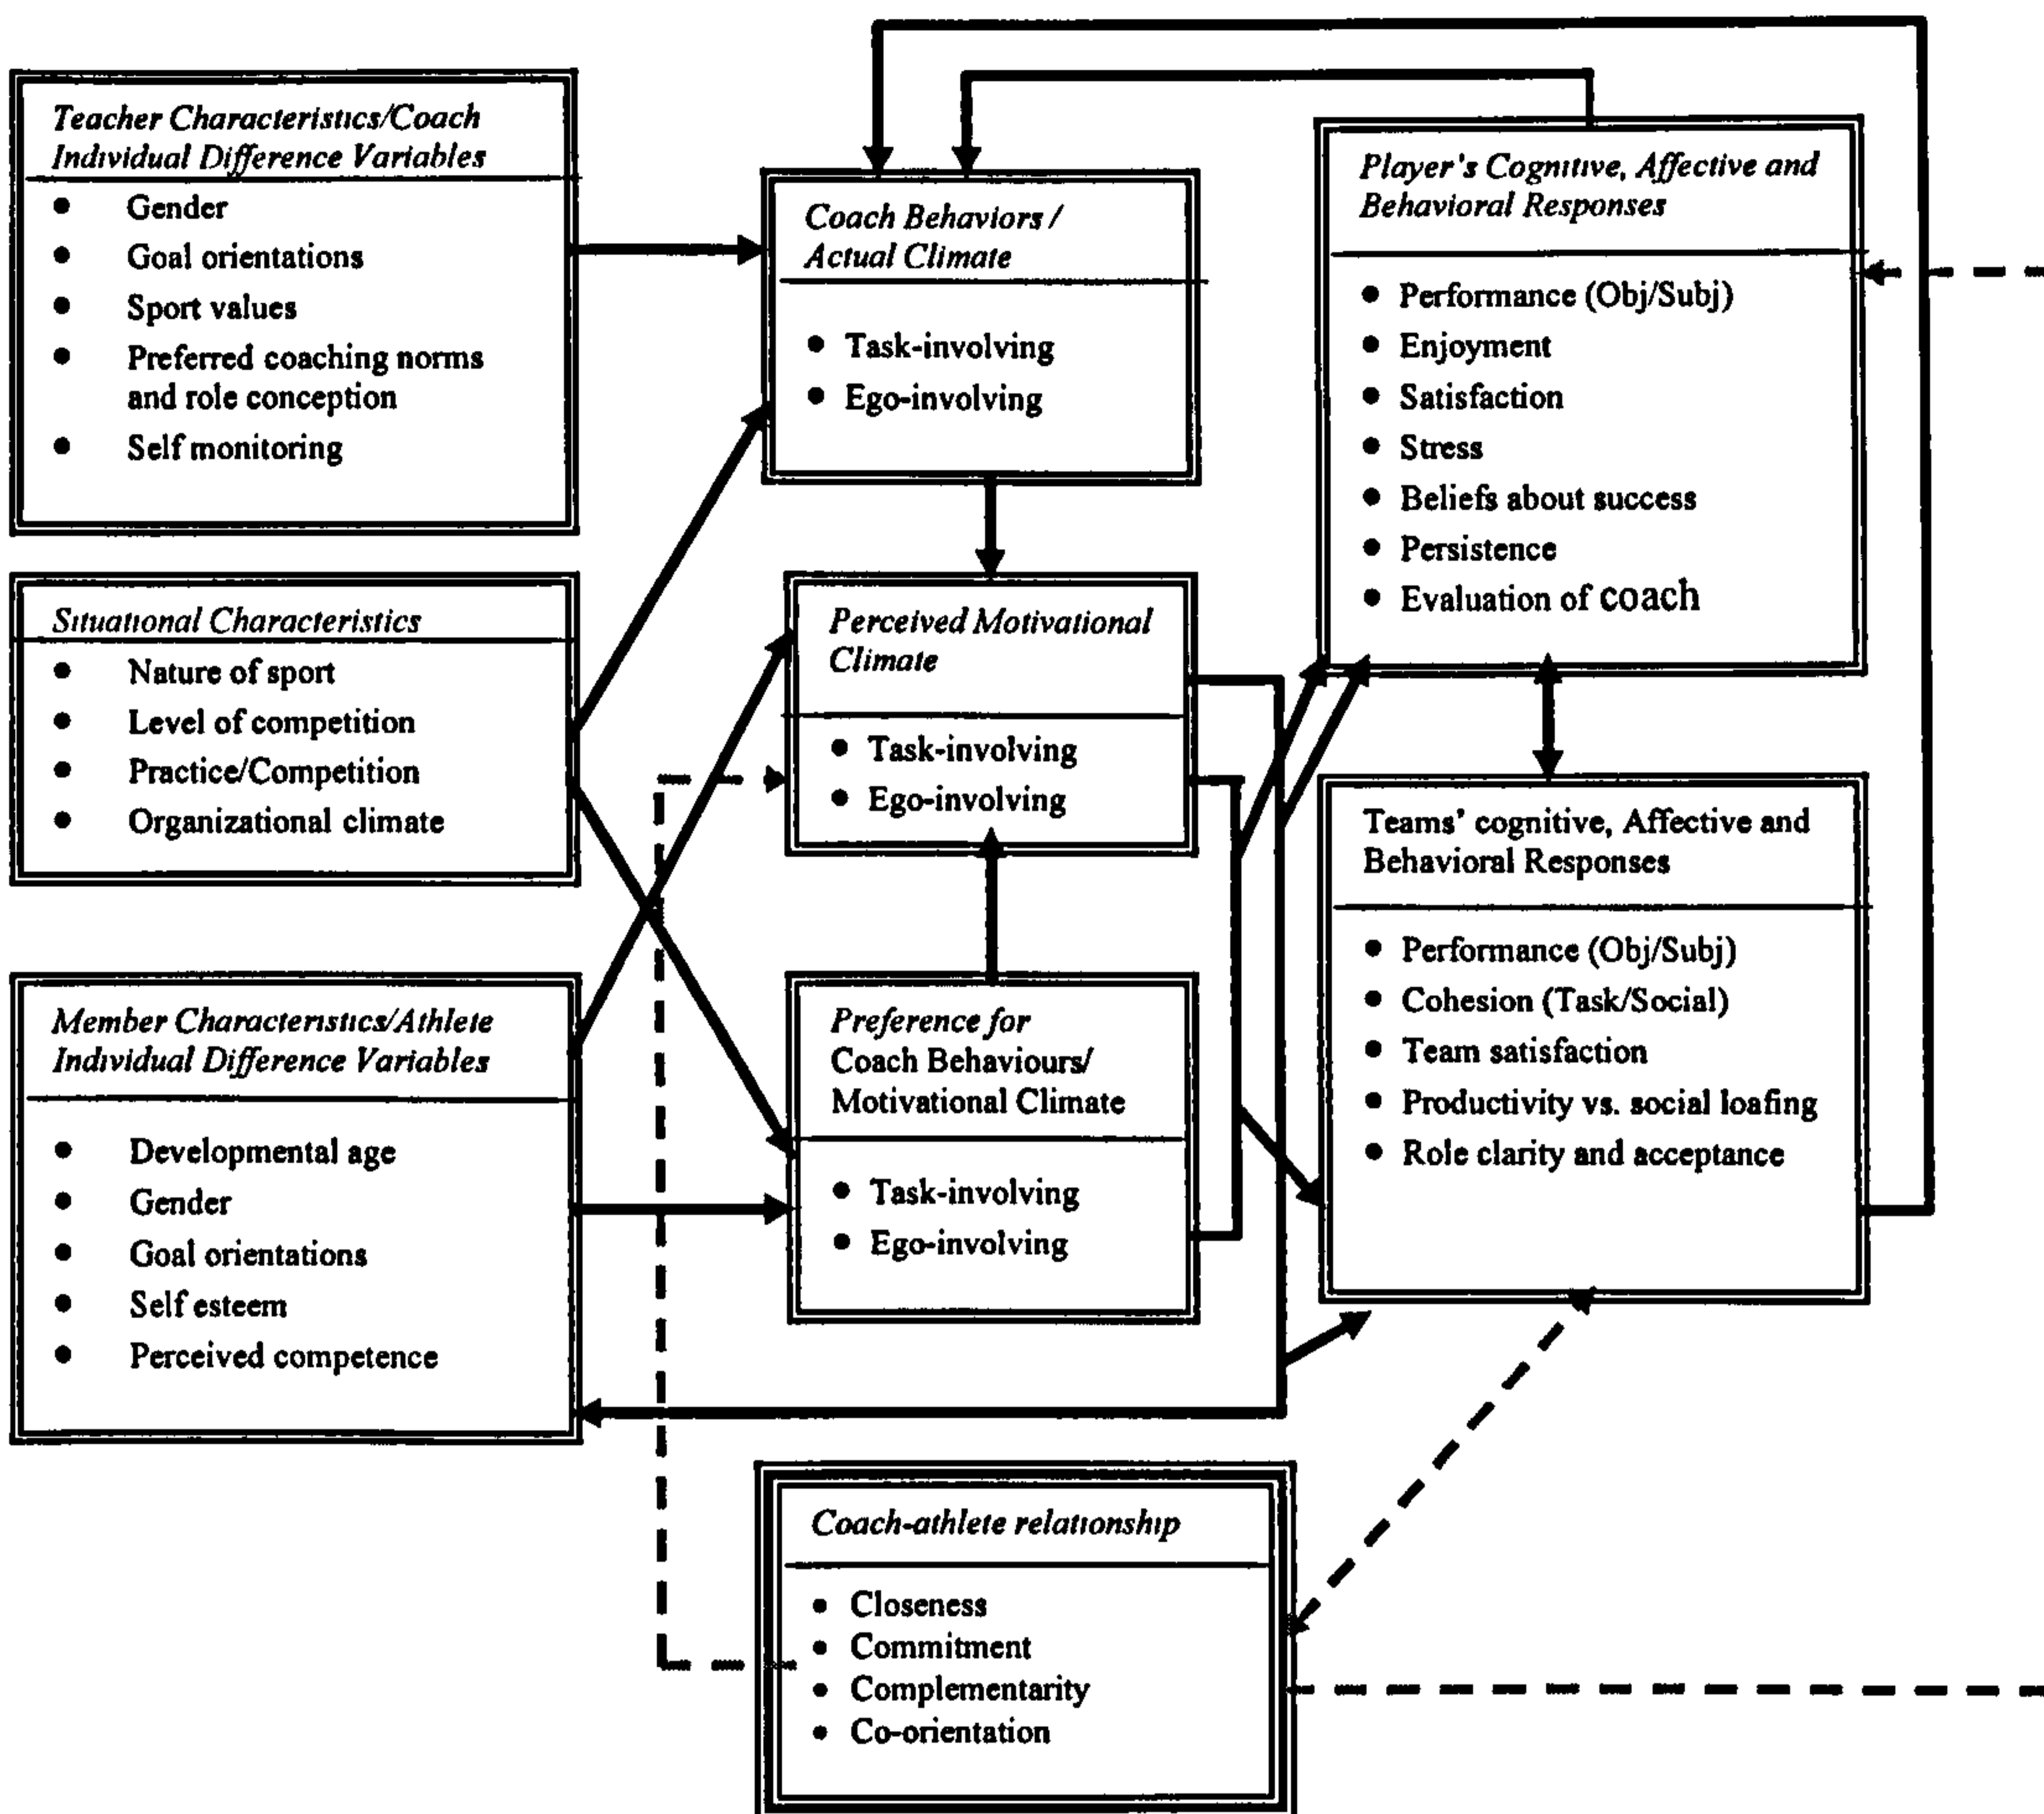 Teacher Characteristics/Coach
Individual Difference Variables
Gender
Goal orientations
Sport values
Preferred coaching norms
and role conception
Self monitoring
Situational Characteristics
Nature of sport
Level of competition
Practice/Competition
Organizational climate
Member Characteristics/Athlete
Individual Difference Variables
Developmental age
Gender
Goal orientations
Self esteem
Perceived competence
Coach Behaviors /
Actual Climate
Task-involving
Ego-involving
Perceived Motivational
Climate
Task-involving
Ego-involving
Preference for
Coach Behaviours/
Motivational Climate
Task-involving
Ego-involving
Coach-athlete relationship
Closeness
Commitment
Complementarity
Co-orientation
Player's Cognitive, Affective and
Behavioral Responses
Performance (Obj/Subj)
Enjoyment
Satisfaction
Stress
Beliefs about success
Persistence
Evaluation of coach
Teams' cognitive, Affective and
Behavioral Responses
Performance (Obj/Subj)
Cohesion (Task/Social)
Team satisfaction
Productivity vs. social loafing
Role clarity and acceptance